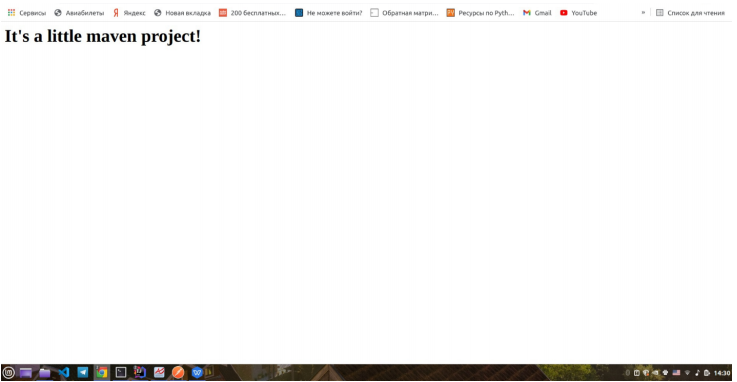 Сервисы Авиабилеты Яндекс Новая вкладка 200 бесплатных... Не можете войти? Обратная матри... Ресурсы по Pyth... Gmail YouTube » Список для чтения
It's a little maven project!
14:30